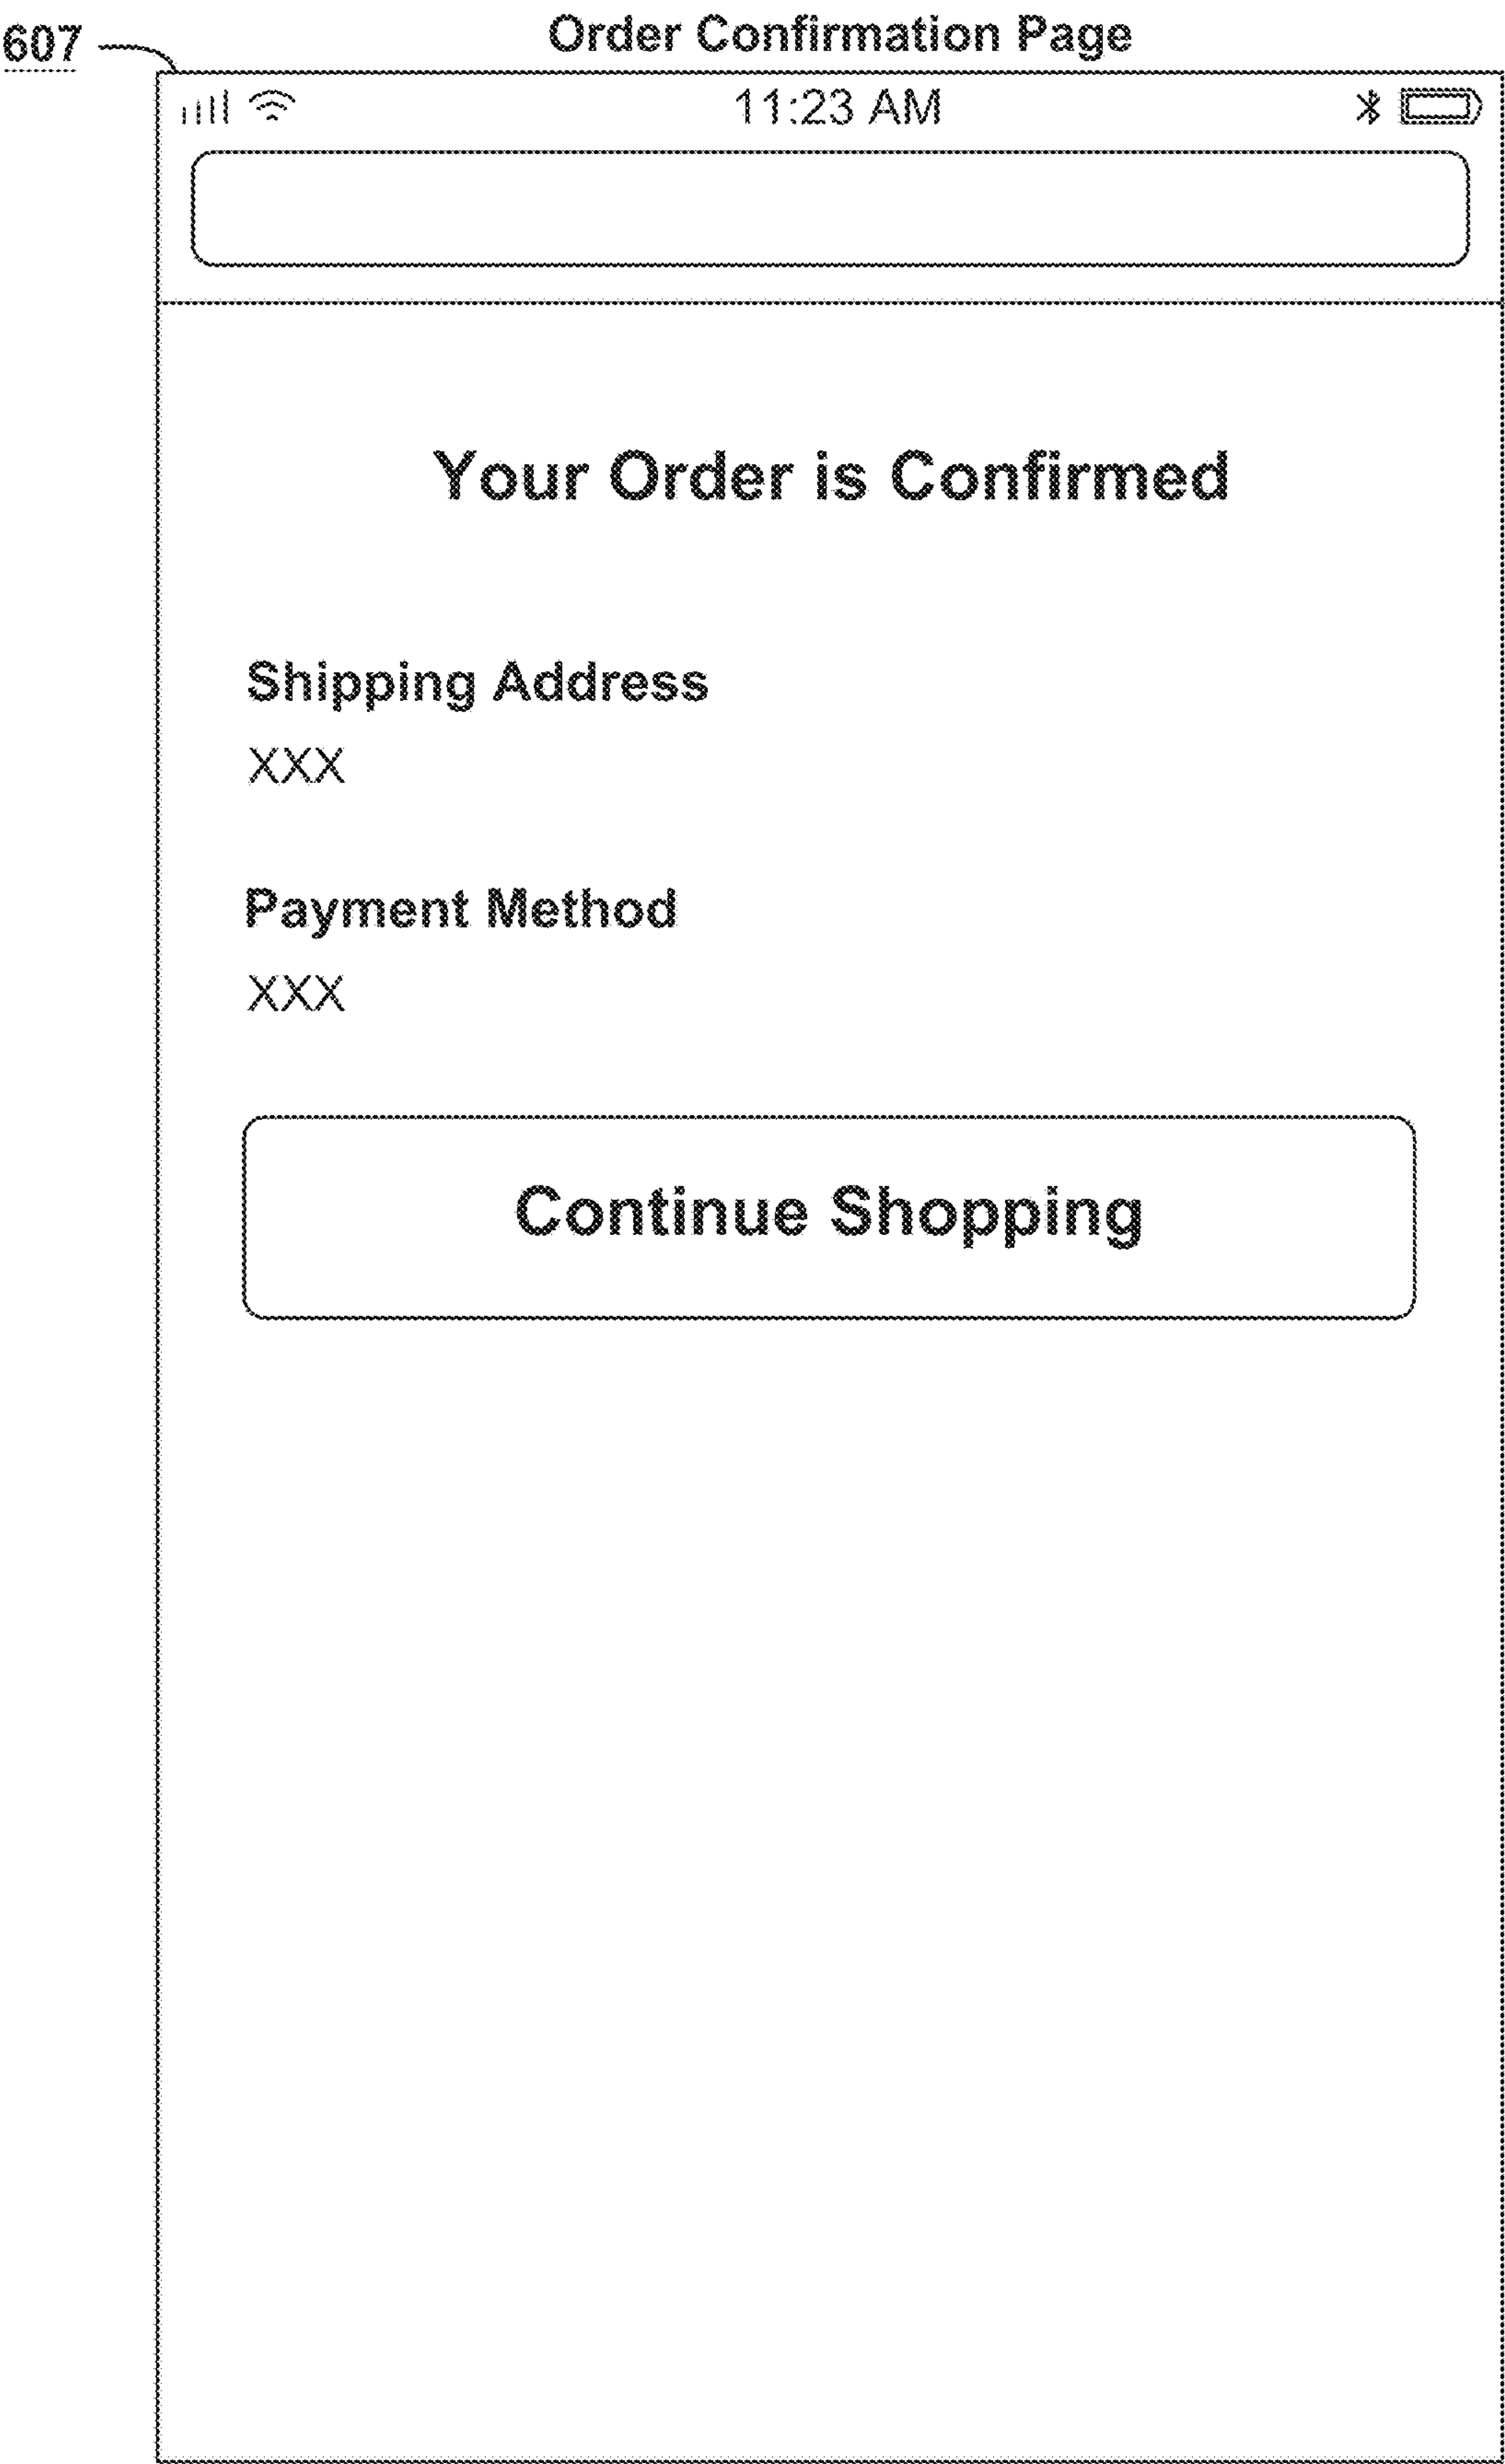 607
Order Confirmation Page
11:23 AM
Your Order is Confirmed
Shipping Address
XXX
Payment Method
XXX
Continue Shopping